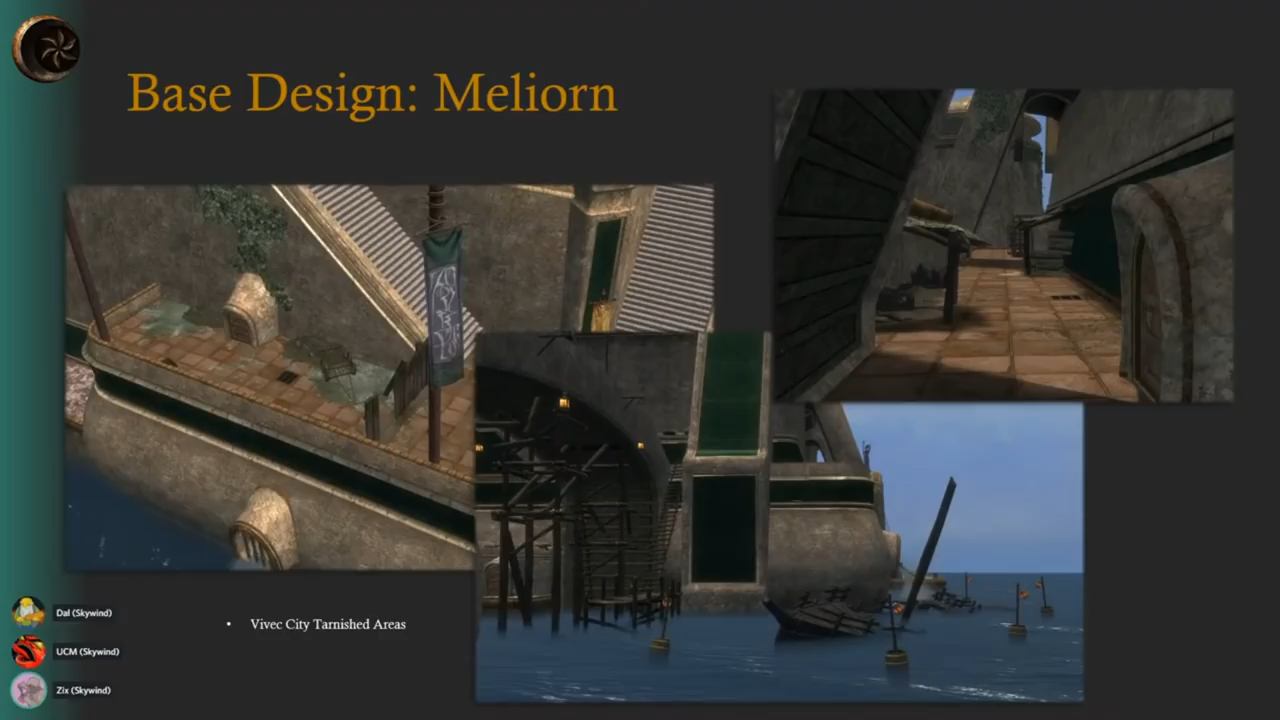 Base Design: Meliorn
Dal (Skywind)
• Vivec City Tarnished Areas
UCM (Skywind)
Zix (Skywind)